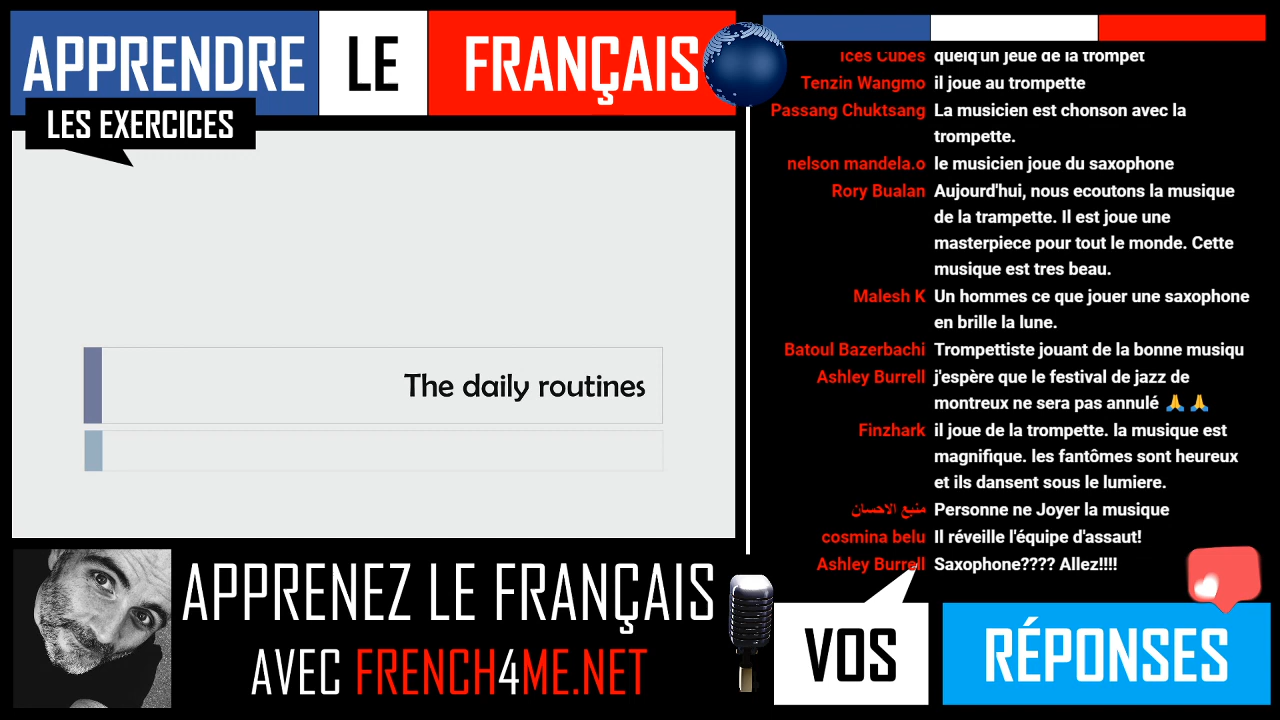 APPRENDRE LE FRANÇAIS
LES EXERCICES
The daily routines
APPRENEZ LE FRANÇAIS
AVEC FRENCH4ME.NET
Ices Cubes quelq'un jeue de la trompet
Tenzin Wangmo il joue au trompette
Passang Chuktsang La musicien est chonson avec la
trompette.
nelson mandela.o le musicien joue du saxophone
Rory Bualan Aujourd'hui, nous ecoutons la musique
de la trampette. Il est joue une
masterpiece pour tout le monde. Cette
musique est tres beau.
Malesh K Un hommes ce que jouer une saxophone
en brille la lune.
Batoul Bazerbachi Trompettiste jouant de la bonne musiqu
Ashley Burrell j'espère que le festival de jazz de
montreux ne sera pas annulé 🙏 🙏
Finzhark il joue de la trompette. la musique est
magnifique. les fantômes sont heureux
et ils dansent sous le lumiere.
منبع الاحسان Personne ne Joyer la musique
cosmina belu Il réveille l'équipe d'assaut!
Ashley Burrell Saxophone???? Allez!!!!
VOS RÉPONSES